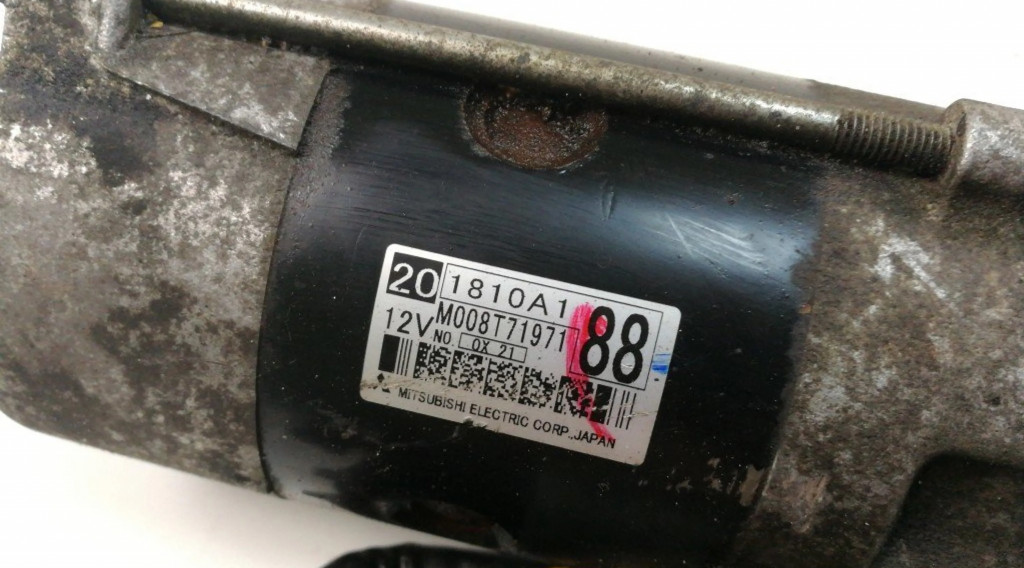 20 1810A1 88
M008T71971
12V NO. 0X 21
MITSUBISHI ELECTRIC CORP.,JAPAN